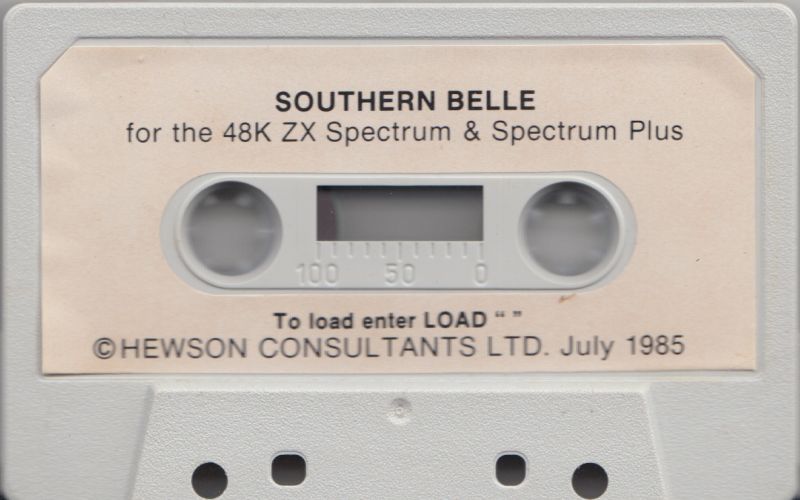 SOUTHERN BELLE
for the 48K ZX Spectrum & Spectrum Plus
100 50 0
To load enter LOAD “ ”
©HEWSON CONSULTANTS LTD. July 1985